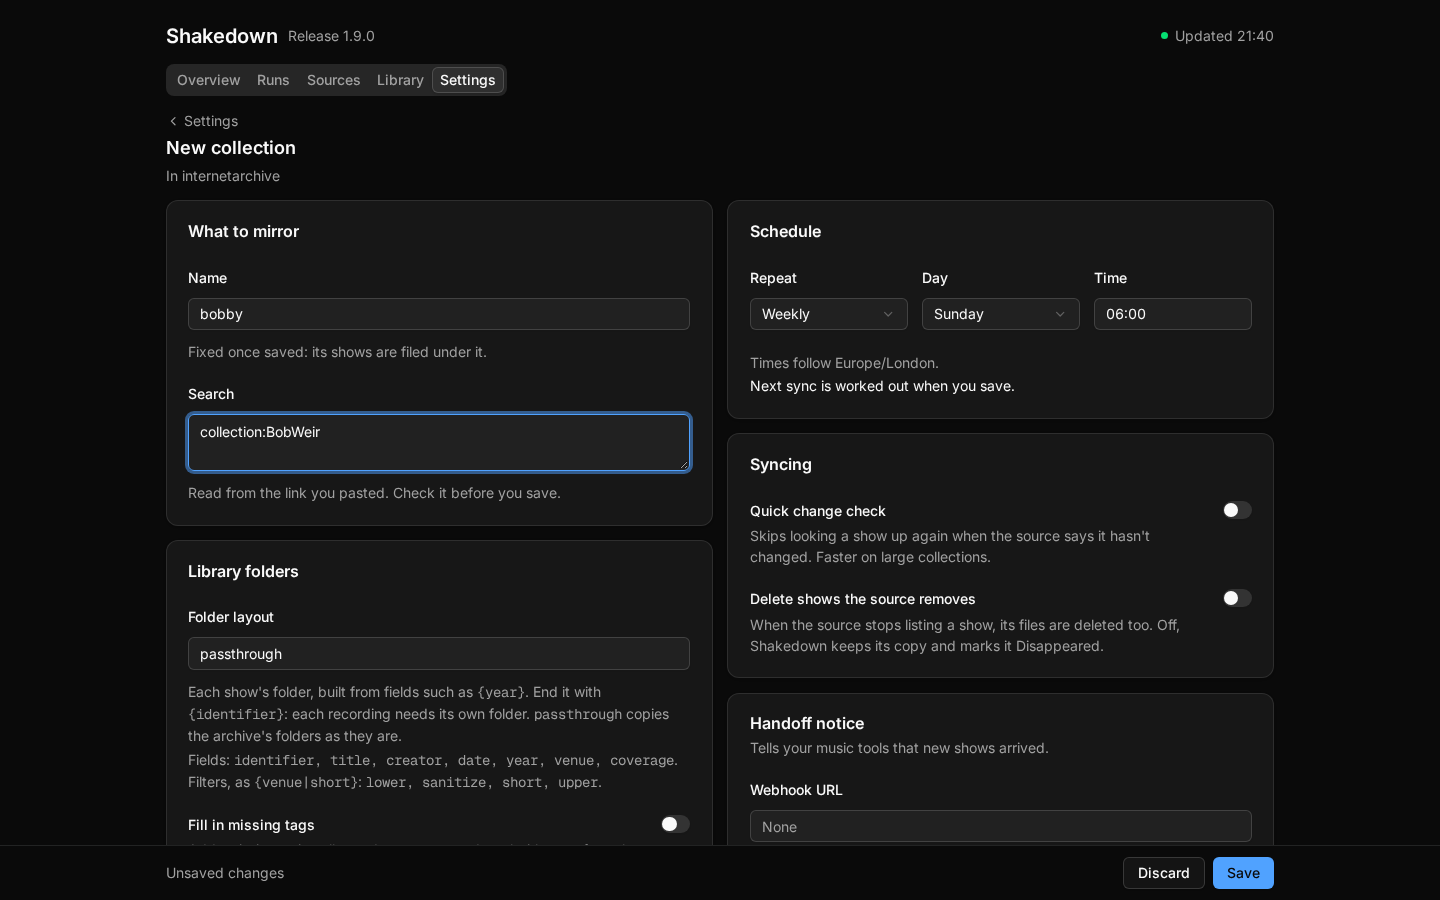 Shakedown Release 1.9.0
Updated 21:40
Overview Runs Sources Library Settings
Settings
New collection
In internetarchive
What to mirror
Name
bobby
Fixed once saved: its shows are filed under it.
Search
collection:BobWeir
Read from the link you pasted. Check it before you save.
Library folders
Folder layout
passthrough
Each show's folder, built from fields such as {year}. End it with
{identifier}: each recording needs its own folder. passthrough copies
the archive's folders as they are.
Fields: identifier, title, creator, date, year, venue, coverage.
Filters, as {venue|short}: lower, sanitize, short, upper.
Fill in missing tags
Schedule
Repeat Day Time
Weekly Sunday 06:00
Times follow Europe/London.
Next sync is worked out when you save.
Syncing
Quick change check
Skips looking a show up again when the source says it hasn't
changed. Faster on large collections.
Delete shows the source removes
When the source stops listing a show, its files are deleted too. Off,
Shakedown keeps its copy and marks it Disappeared.
Handoff notice
Tells your music tools that new shows arrived.
Webhook URL
None
Unsaved changes
Discard Save